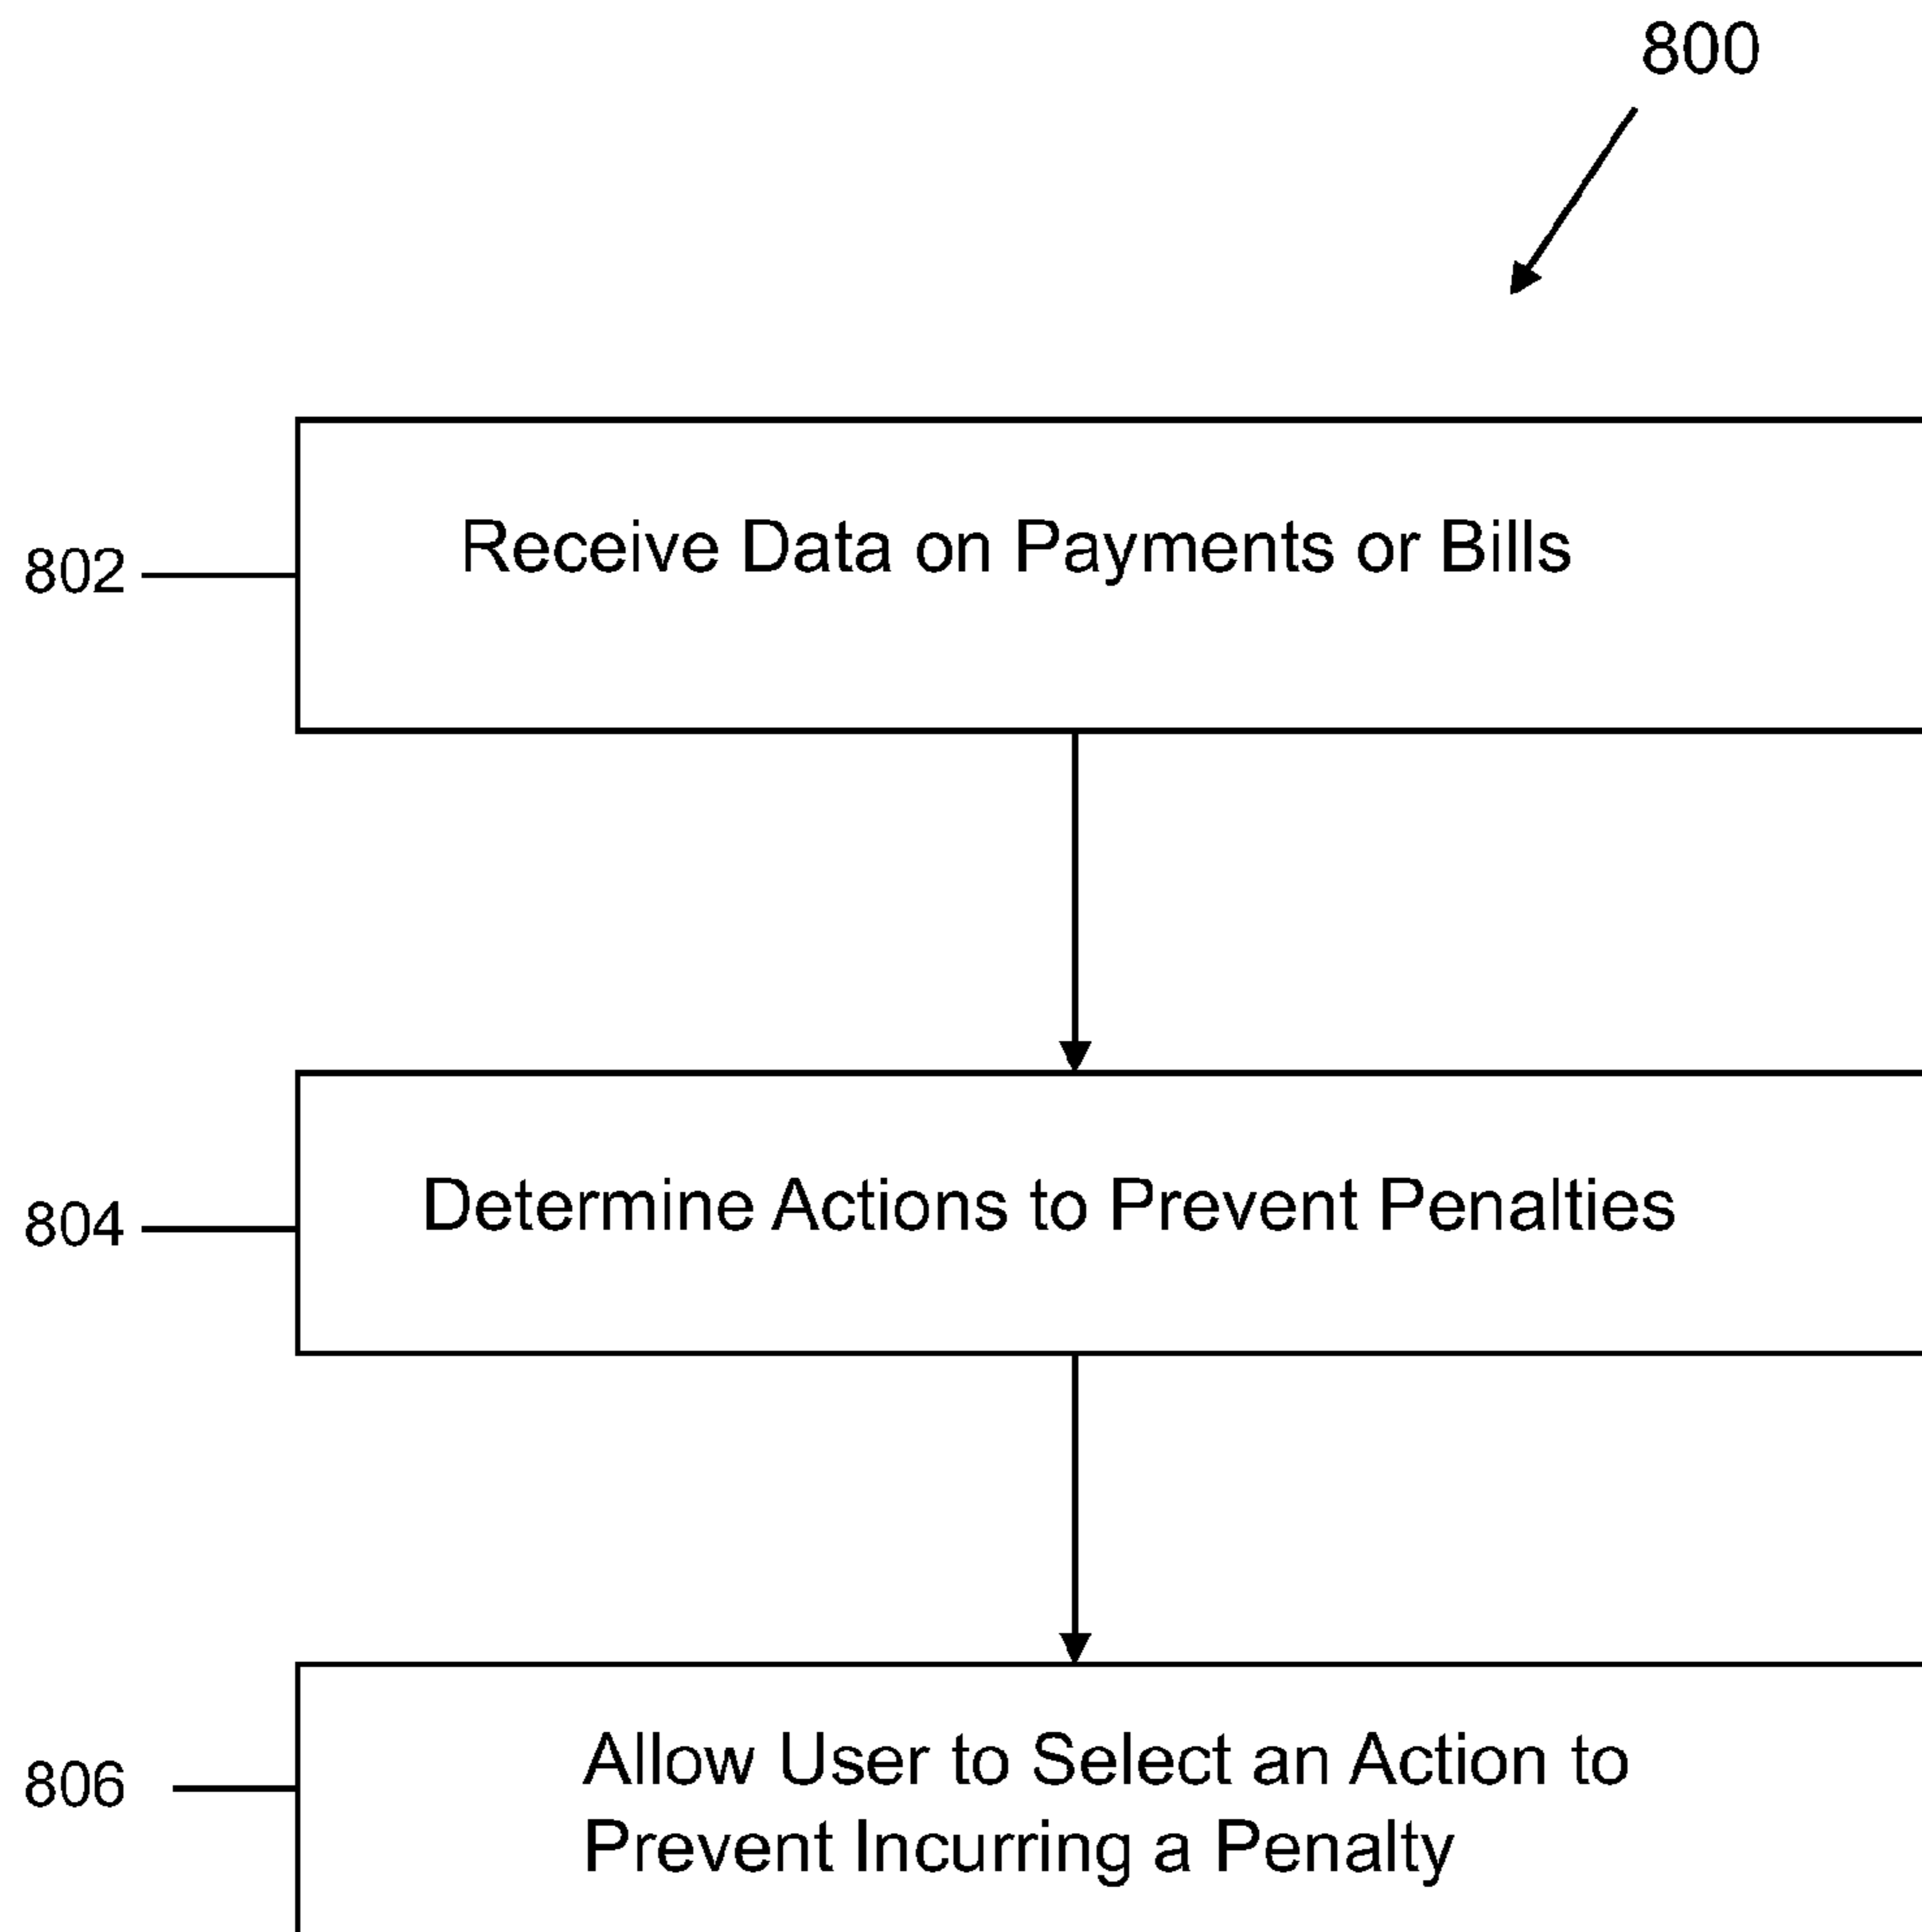 800
802
Receive Data on Payments or Bills
804
Determine Actions to Prevent Penalties
806
Allow User to Select an Action to
Prevent Incurring a Penalty